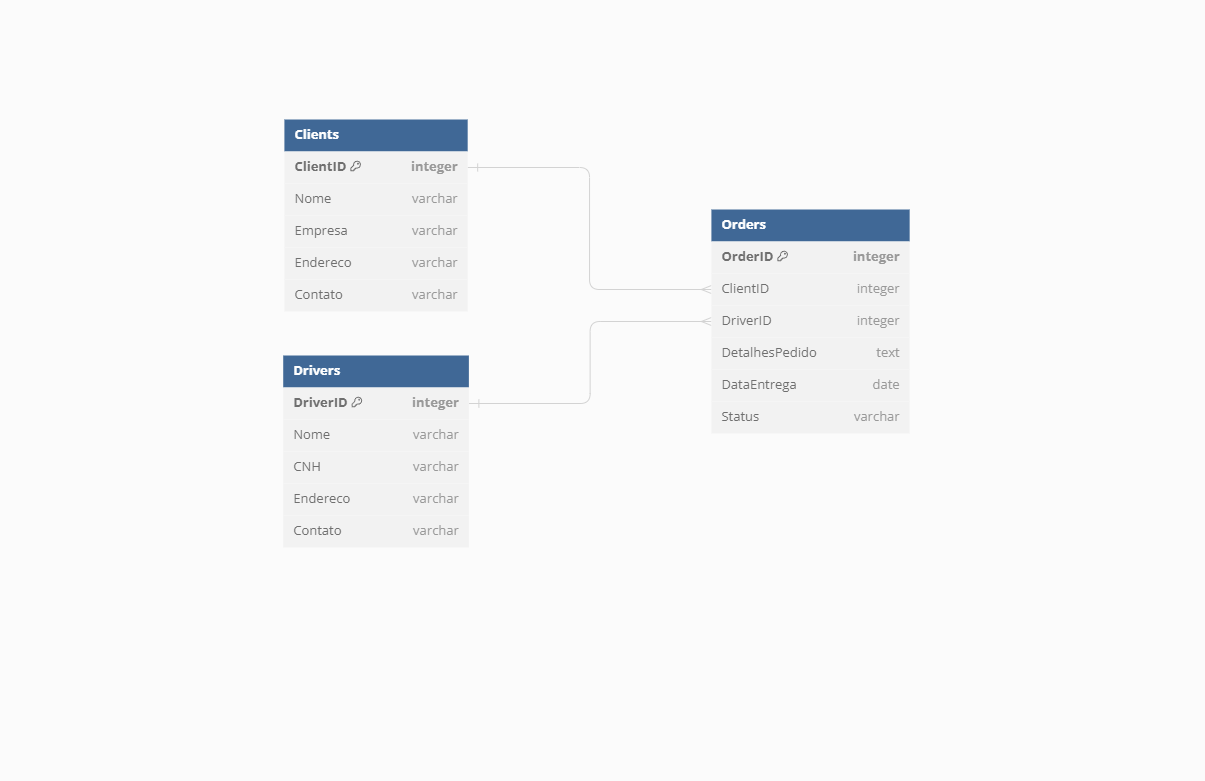 Clients
ClientID integer
Nome varchar
Empresa varchar
Endereco varchar
Contato varchar
Drivers
DriverID integer
Nome varchar
CNH varchar
Endereco varchar
Contato varchar
Orders
OrderID integer
ClientID integer
DriverID integer
DetalhesPedido text
DataEntrega date
Status varchar